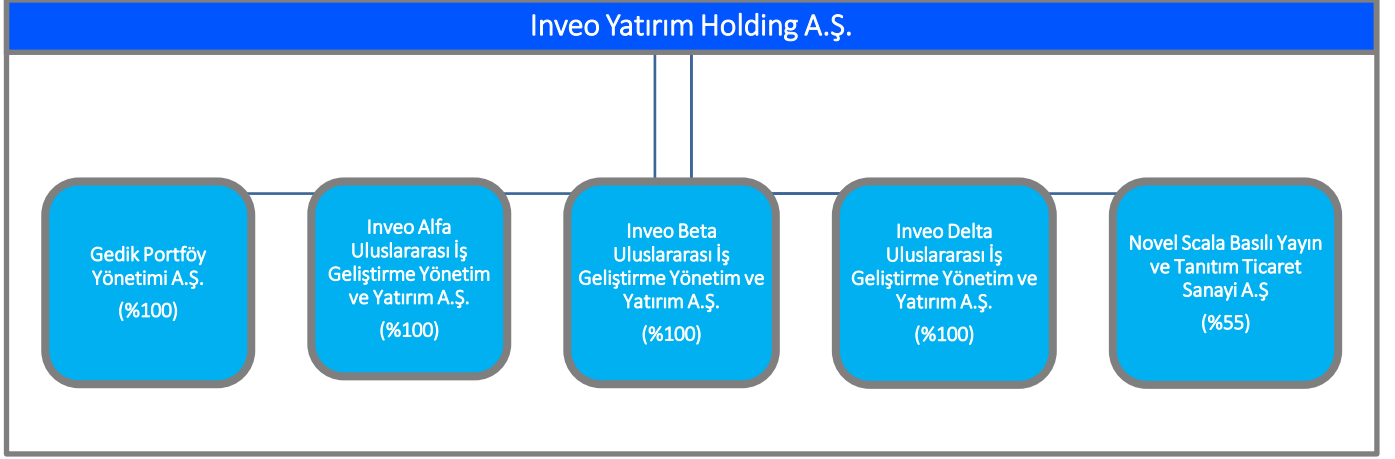 Inveo Yatırım Holding A.Ş.
Gedik Portföy
Yönetimi A.Ş.
(%100)
Inveo Alfa
Uluslararası İş
Geliştirme Yönetim
ve Yatırım A.Ş.
(%100)
Inveo Beta
Uluslararası İş
Geliştirme Yönetim ve
Yatırım A.Ş.
(%100)
Inveo Delta
Uluslararası İş
Geliştirme Yönetim ve
Yatırım A.Ş.
(%100)
Novel Scala Basılı Yayın
ve Tanıtım Ticaret
Sanayi A.Ş
(%55)